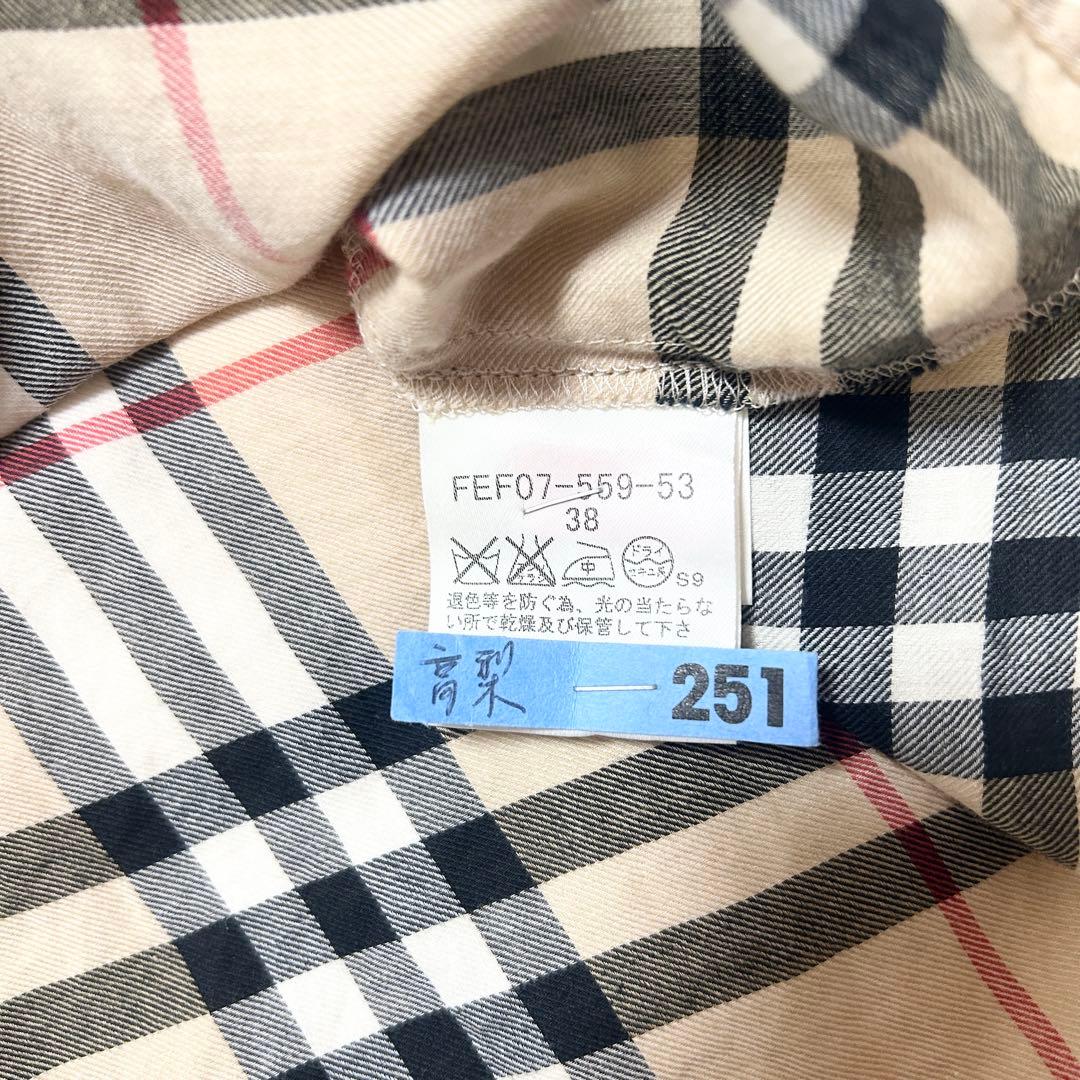 FEF07-559-53
38
中 ドライ
S9
退色等を防ぐ為、光の当たらな
い所で乾燥及び保管して下さ
高梨 251